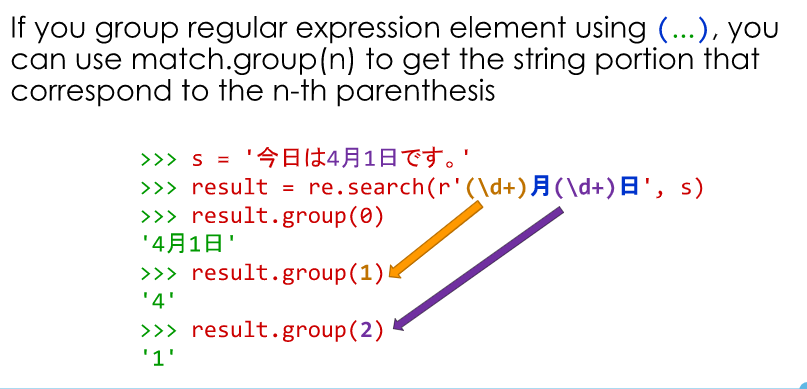 If you group regular expression element using (...), you
can use match.group(n) to get the string portion that
correspond to the n-th parenthesis
>>> s = '今日は4月1日です。'
>>> result = re.search(r'(\d+)月(\d+)日', s)
>>> result.group(0)
'4月1日'
>>> result.group(1)
'4'
>>> result.group(2)
'1'